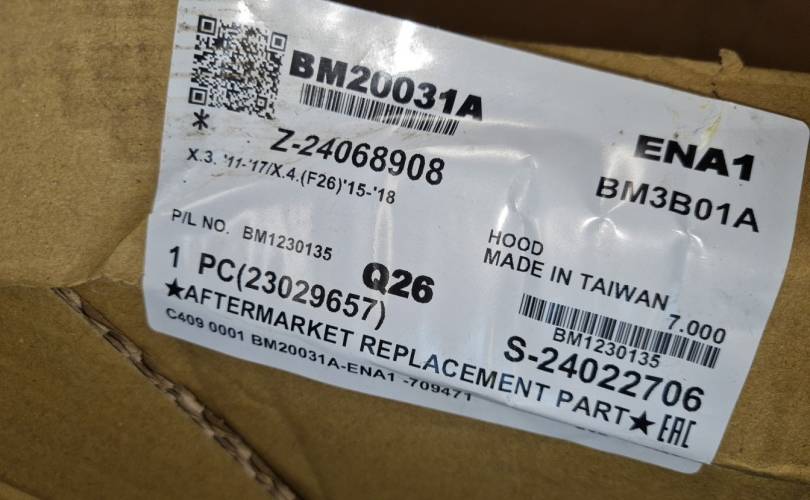 BM20031A
*
Z-24068908
X.3. '11-'17/X.4.(F26)'15-'18
ENA1
BM3B01A
P/L NO. BM1230135
HOOD
MADE IN TAIWAN
1 PC(23029657)
Q26
7.000
BM1230135
S-24022706
★AFTERMARKET REPLACEMENT PART★ EAC
C409 0001 BM20031A-ENA1 -709471